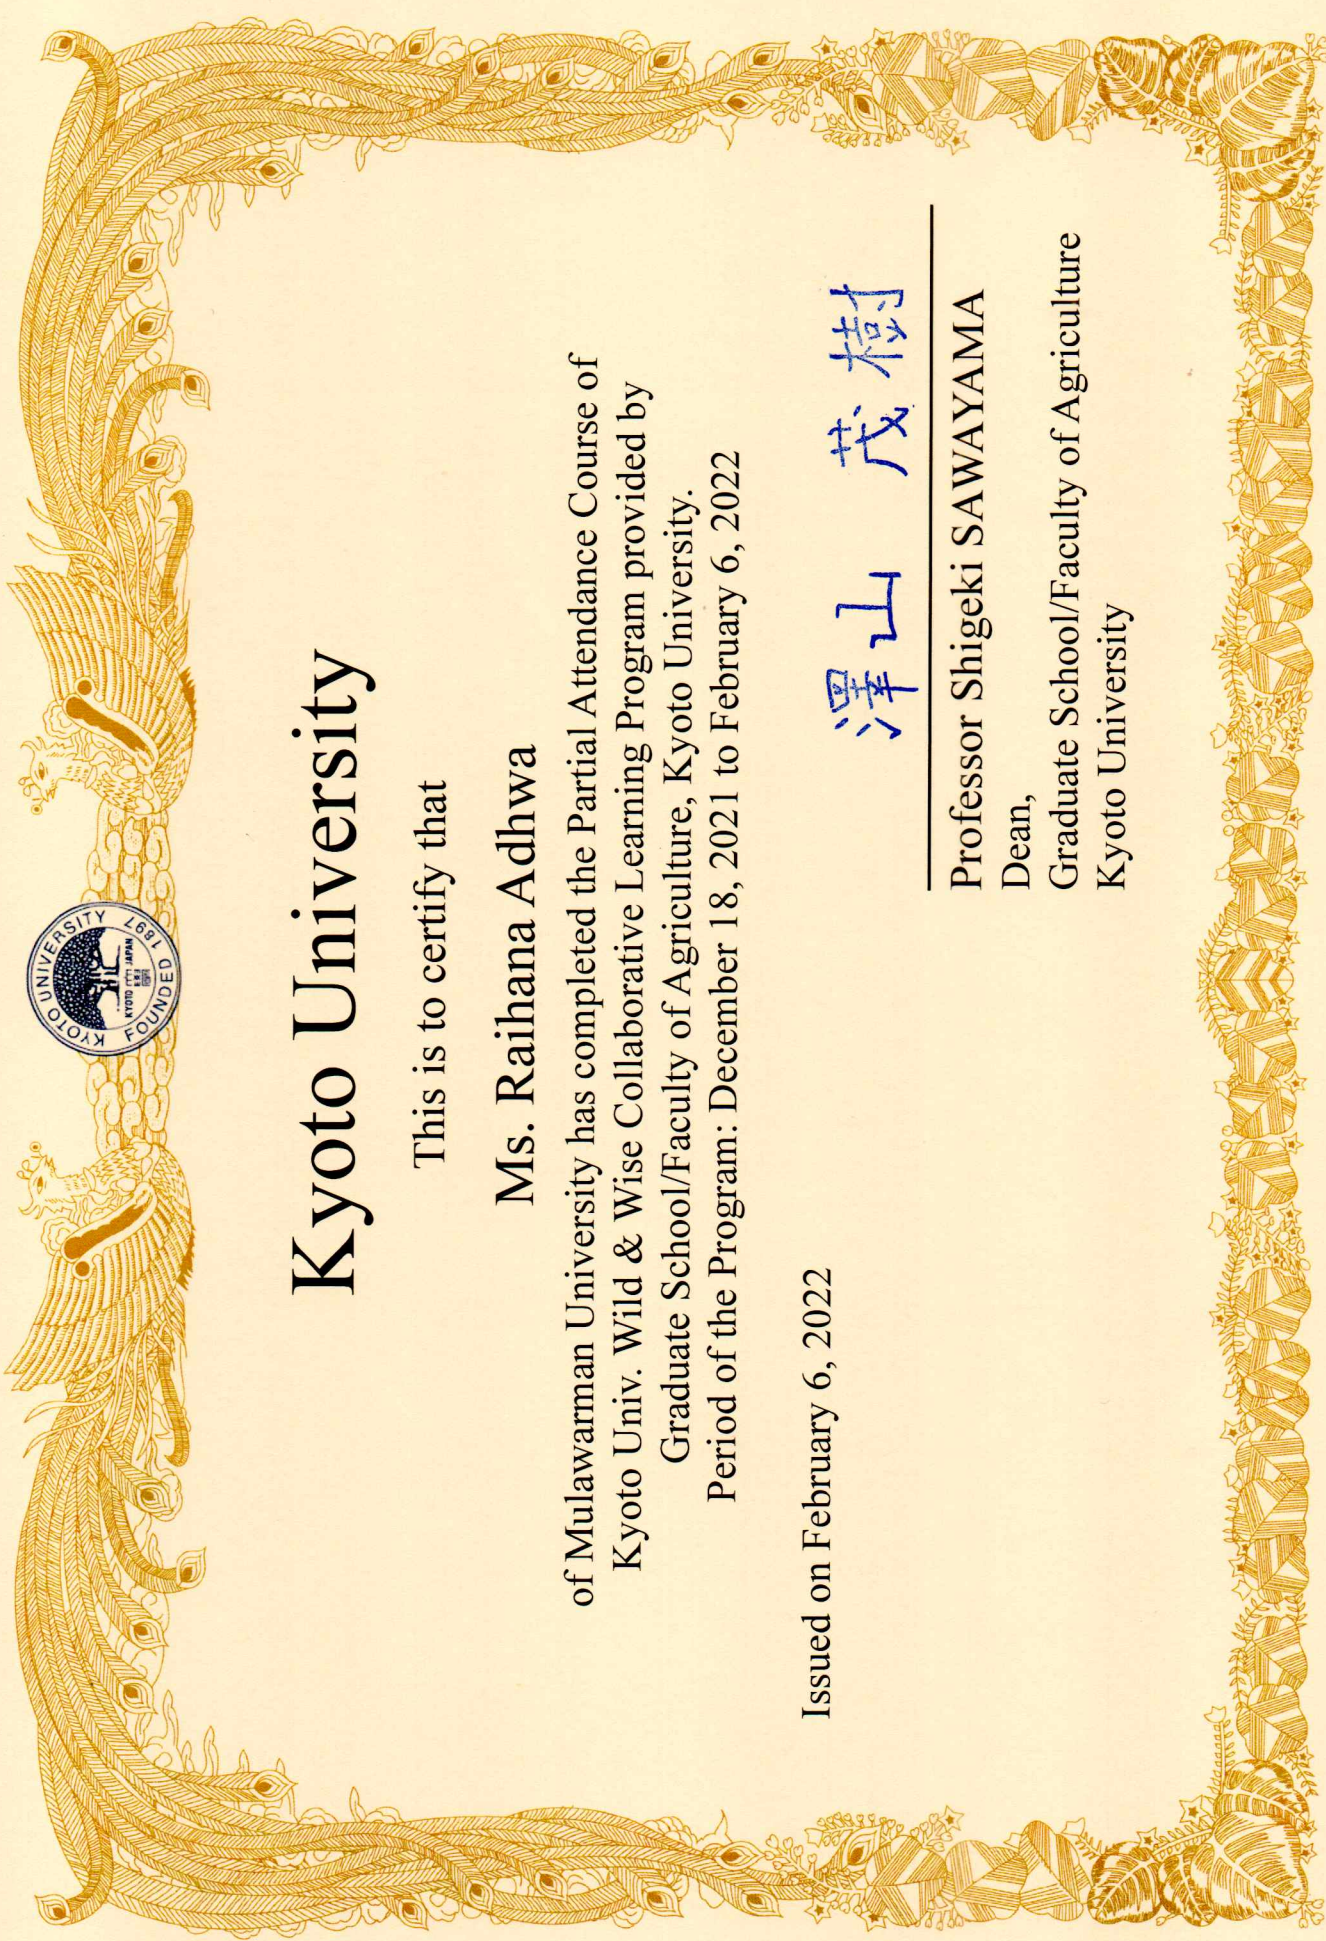 KYOTO UNIVERSITY
FOUNDED 1897
KYOTO JAPAN
Kyoto University
This is to certify that
Ms. Raihana Adhwa
of Mulawarman University has completed the Partial Attendance Course of
Kyoto Univ. Wild & Wise Collaborative Learning Program provided by
Graduate School/Faculty of Agriculture, Kyoto University.
Period of the Program: December 18, 2021 to February 6, 2022
Issued on February 6, 2022
澤山 茂樹
Professor Shigeki SAWAYAMA
Dean,
Graduate School/Faculty of Agriculture
Kyoto University